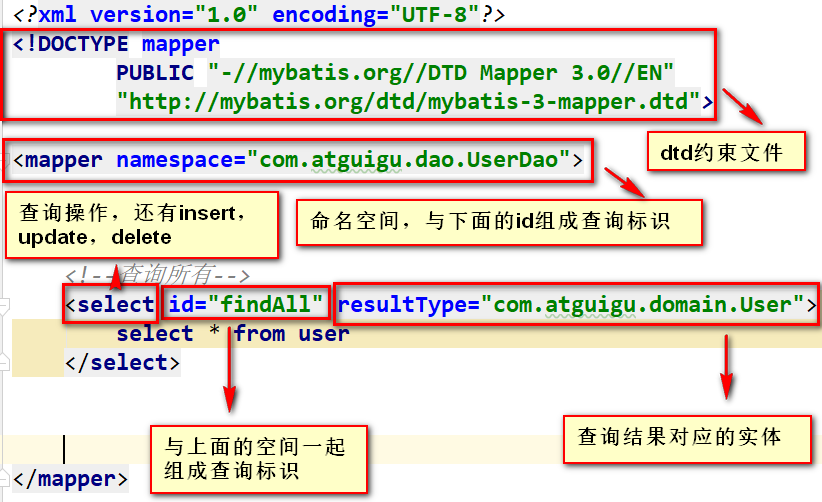 <?xml version="1.0" encoding="UTF-8"?>
<!DOCTYPE mapper
PUBLIC "-//mybatis.org//DTD Mapper 3.0//EN"
"http://mybatis.org/dtd/mybatis-3-mapper.dtd">
dtd约束文件
<mapper namespace="com.atguigu.dao.UserDao">
命名空间，与下面的id组成查询标识
查询操作，还有insert，
update，delete
<!--查询所有-->
<select id="findAll" resultType="com.atguigu.domain.User">
select * from user
</select>
与上面的空间一起
组成查询标识
查询结果对应的实体
</mapper>